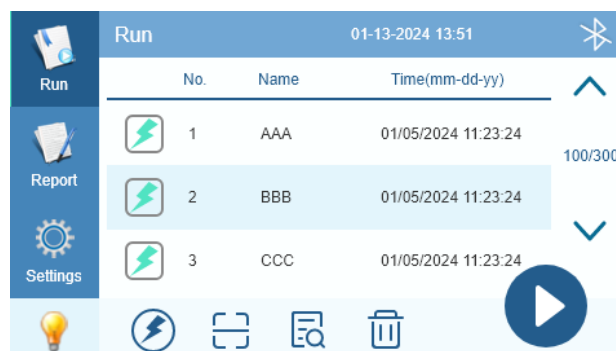 Run
01-13-2024 13:51
Run
No. Name Time(mm-dd-yy)
1 AAA 01/05/2024 11:23:24
100/300
Report
2 BBB 01/05/2024 11:23:24
3 CCC 01/05/2024 11:23:24
Settings